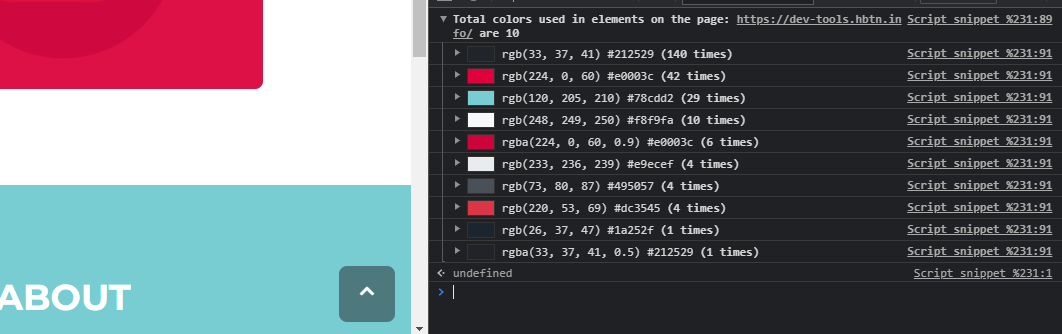 Total colors used in elements on the page: https://dev-tools.hbtn.in Script snippet %231:89
fo/ are 10
rgb(33, 37, 41) #212529 (140 times) Script snippet %231:91
rgb(224, 0, 60) #e0003c (42 times) Script snippet %231:91
rgb(120, 205, 210) #78cdd2 (29 times) Script snippet %231:91
rgb(248, 249, 250) #f8f9fa (10 times) Script snippet %231:91
rgba(224, 0, 60, 0.9) #e0003c (6 times) Script snippet %231:91
rgb(233, 236, 239) #e9ecef (4 times) Script snippet %231:91
rgb(73, 80, 87) #495057 (4 times) Script snippet %231:91
rgb(220, 53, 69) #dc3545 (4 times) Script snippet %231:91
rgb(26, 37, 47) #1a252f (1 times) Script snippet %231:91
rgba(33, 37, 41, 0.5) #212529 (1 times) Script snippet %231:91
undefined Script snippet %231:1
ABOUT